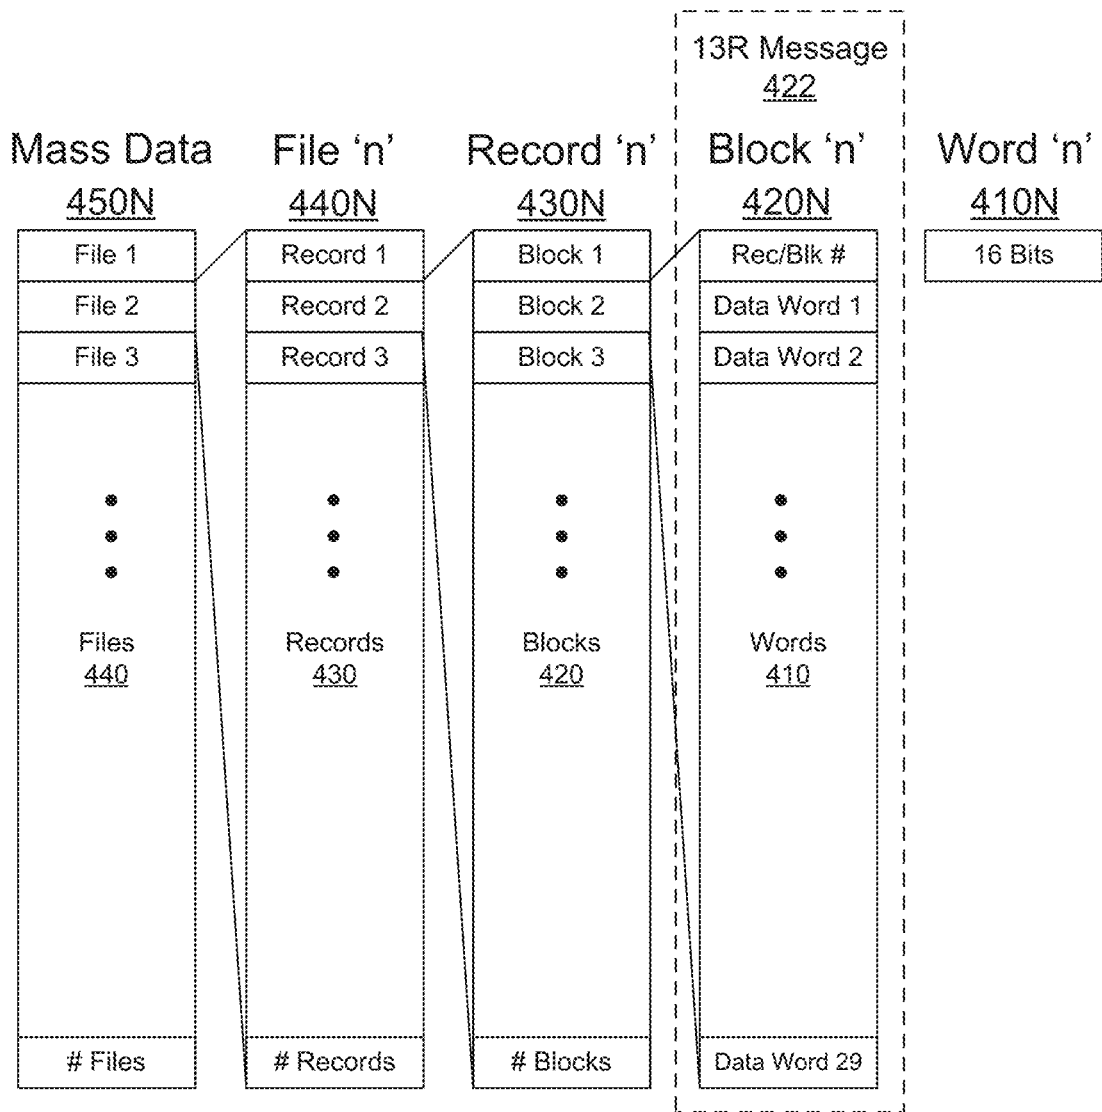 13R Message
422
Mass Data
450N
File 1
File 2
File 3
Files
440
# Files
File ‘n’
440N
Record 1
Record 2
Record 3
Records
430
# Records
Record ‘n’
430N
Block 1
Block 2
Block 3
Blocks
420
# Blocks
Block ‘n’
420N
Rec/Blk #
Data Word 1
Data Word 2
Words
410
Data Word 29
Word ‘n’
410N
16 Bits